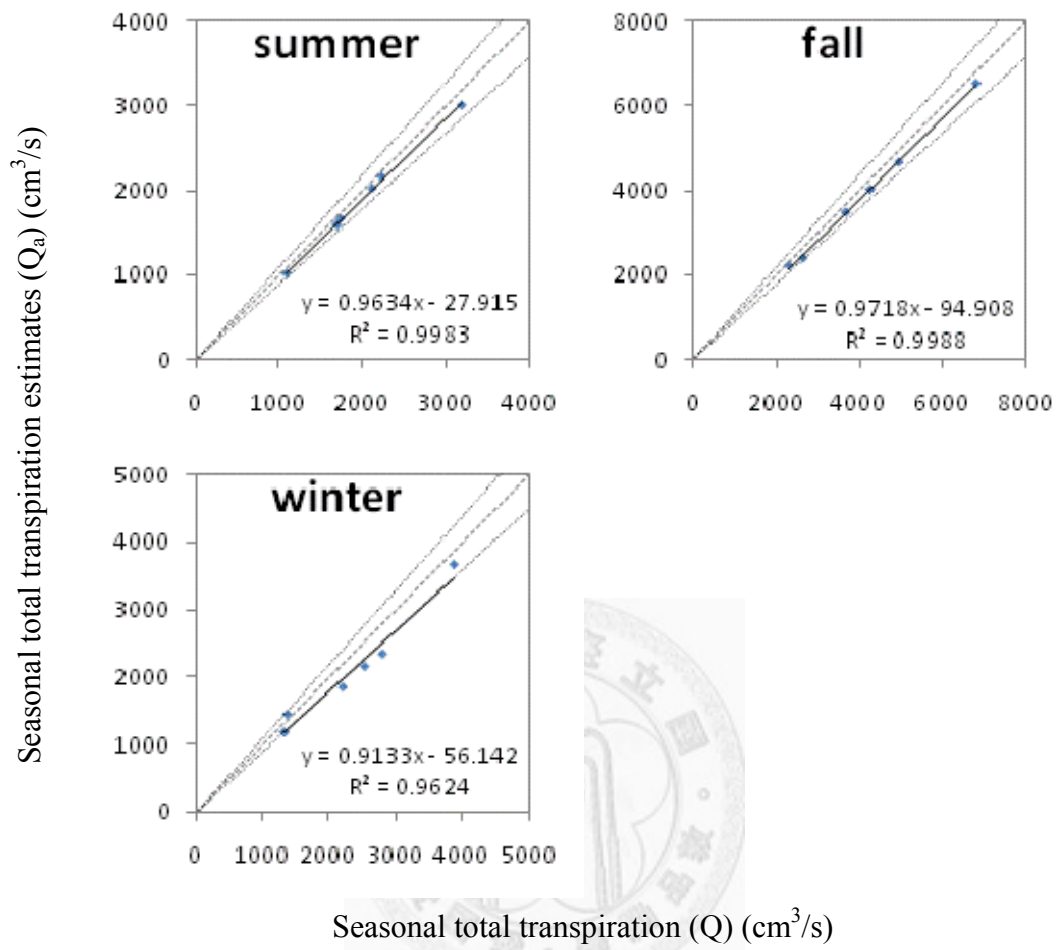 Seasonal total transpiration estimates (Qₐ) (cm³/s)
summer
4000
3000
2000
1000
0
y = 0.9634x - 27.915
R² = 0.9983
0 1000 2000 3000 4000
fall
8000
6000
4000
2000
0
y = 0.9718x - 94.908
R² = 0.9988
0 2000 4000 6000 8000
winter
5000
4000
3000
2000
1000
0
y = 0.9133x - 56.142
R² = 0.9624
0 1000 2000 3000 4000 5000
立
國
Seasonal total transpiration (Q) (cm³/s)